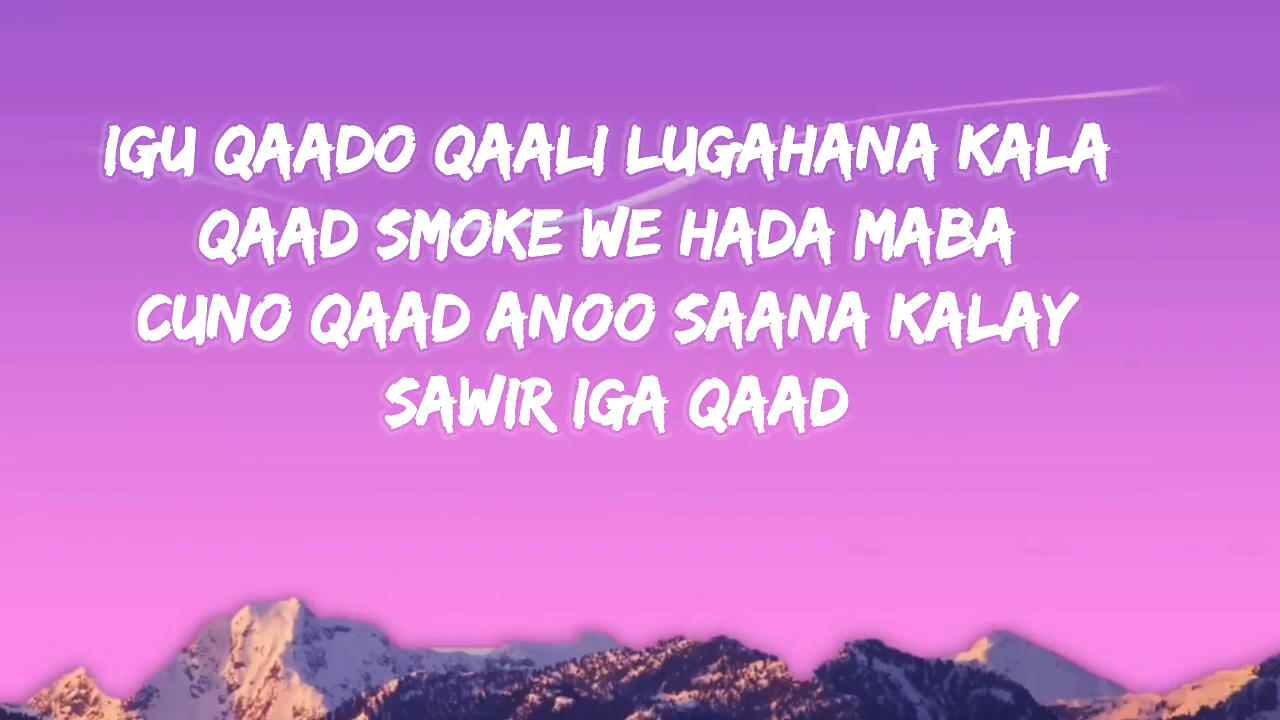 IGU QAADO QAALI LUGAHANA KALA
QAAD SMOKE WE HADA MABA
CUNO QAAD ANOO SAANA KALAY
SAWIR IGA QAAD